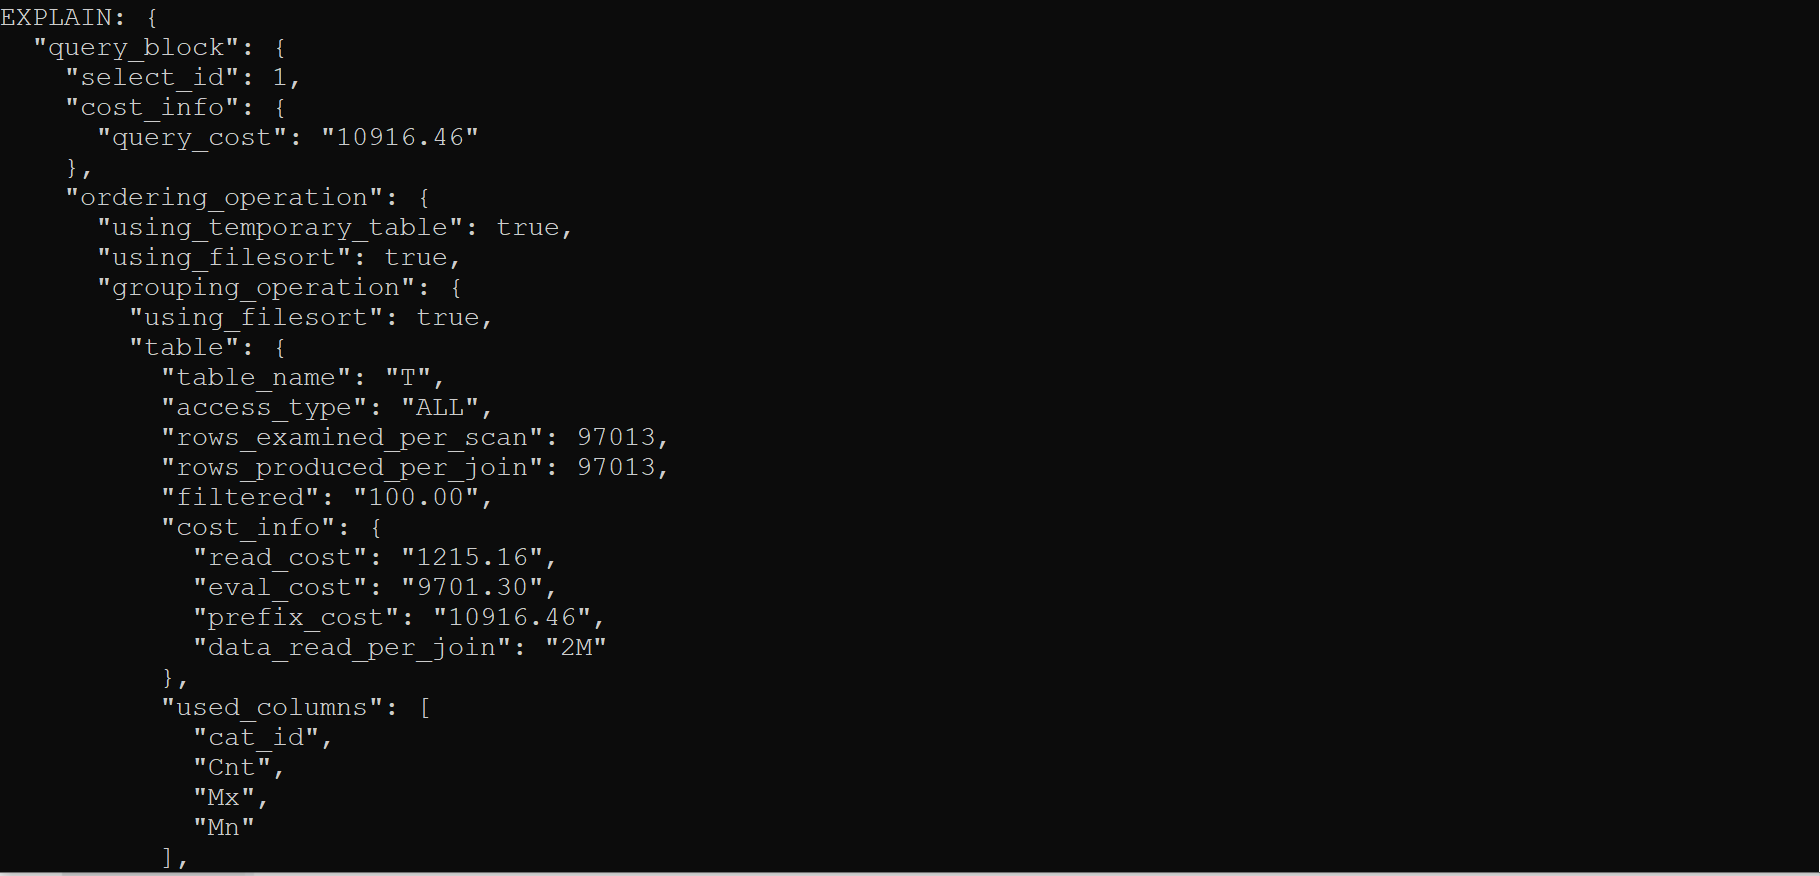 EXPLAIN: {
  "query_block": {
    "select_id": 1,
    "cost_info": {
      "query_cost": "10916.46"
    },
    "ordering_operation": {
      "using_temporary_table": true,
      "using_filesort": true,
      "grouping_operation": {
        "using_filesort": true,
        "table": {
          "table_name": "T",
          "access_type": "ALL",
          "rows_examined_per_scan": 97013,
          "rows_produced_per_join": 97013,
          "filtered": "100.00",
          "cost_info": {
            "read_cost": "1215.16",
            "eval_cost": "9701.30",
            "prefix_cost": "10916.46",
            "data_read_per_join": "2M"
          },
          "used_columns": [
            "cat_id",
            "Cnt",
            "Mx",
            "Mn"
          ],